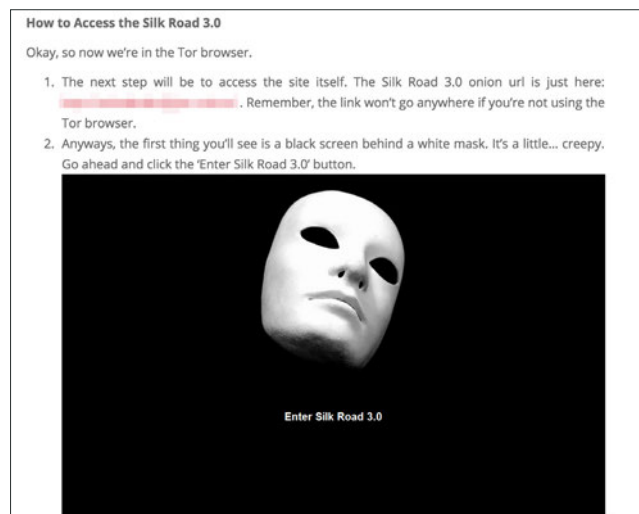 How to Access the Silk Road 3.0
Okay, so now we’re in the Tor browser.
1. The next step will be to access the site itself. The Silk Road 3.0 onion url is just here:
. Remember, the link won’t go anywhere if you’re not using the
Tor browser.
2. Anyways, the first thing you’ll see is a black screen behind a white mask. It’s a little… creepy.
Go ahead and click the ‘Enter Silk Road 3.0’ button.
Enter Silk Road 3.0